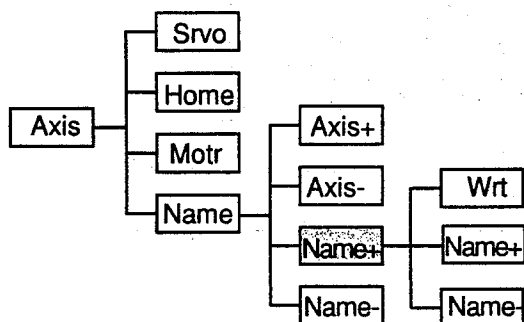 Srvo
Home
Axis
Motr
Name
Axis+
Axis-
Name+
Name-
Wrt
Name+
Name-